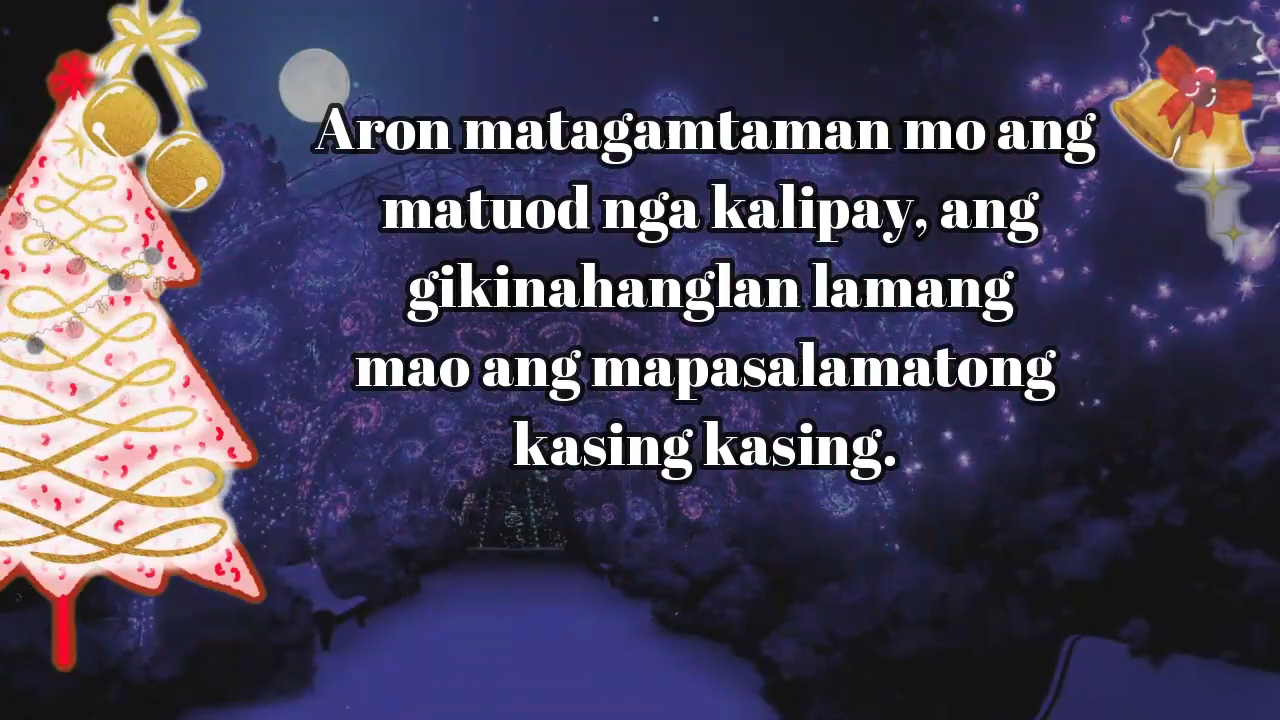 Aron matagamtaman mo ang
matuod nga kalipay, ang
gikinahanglan lamang
mao ang mapasalamatong
kasing kasing.